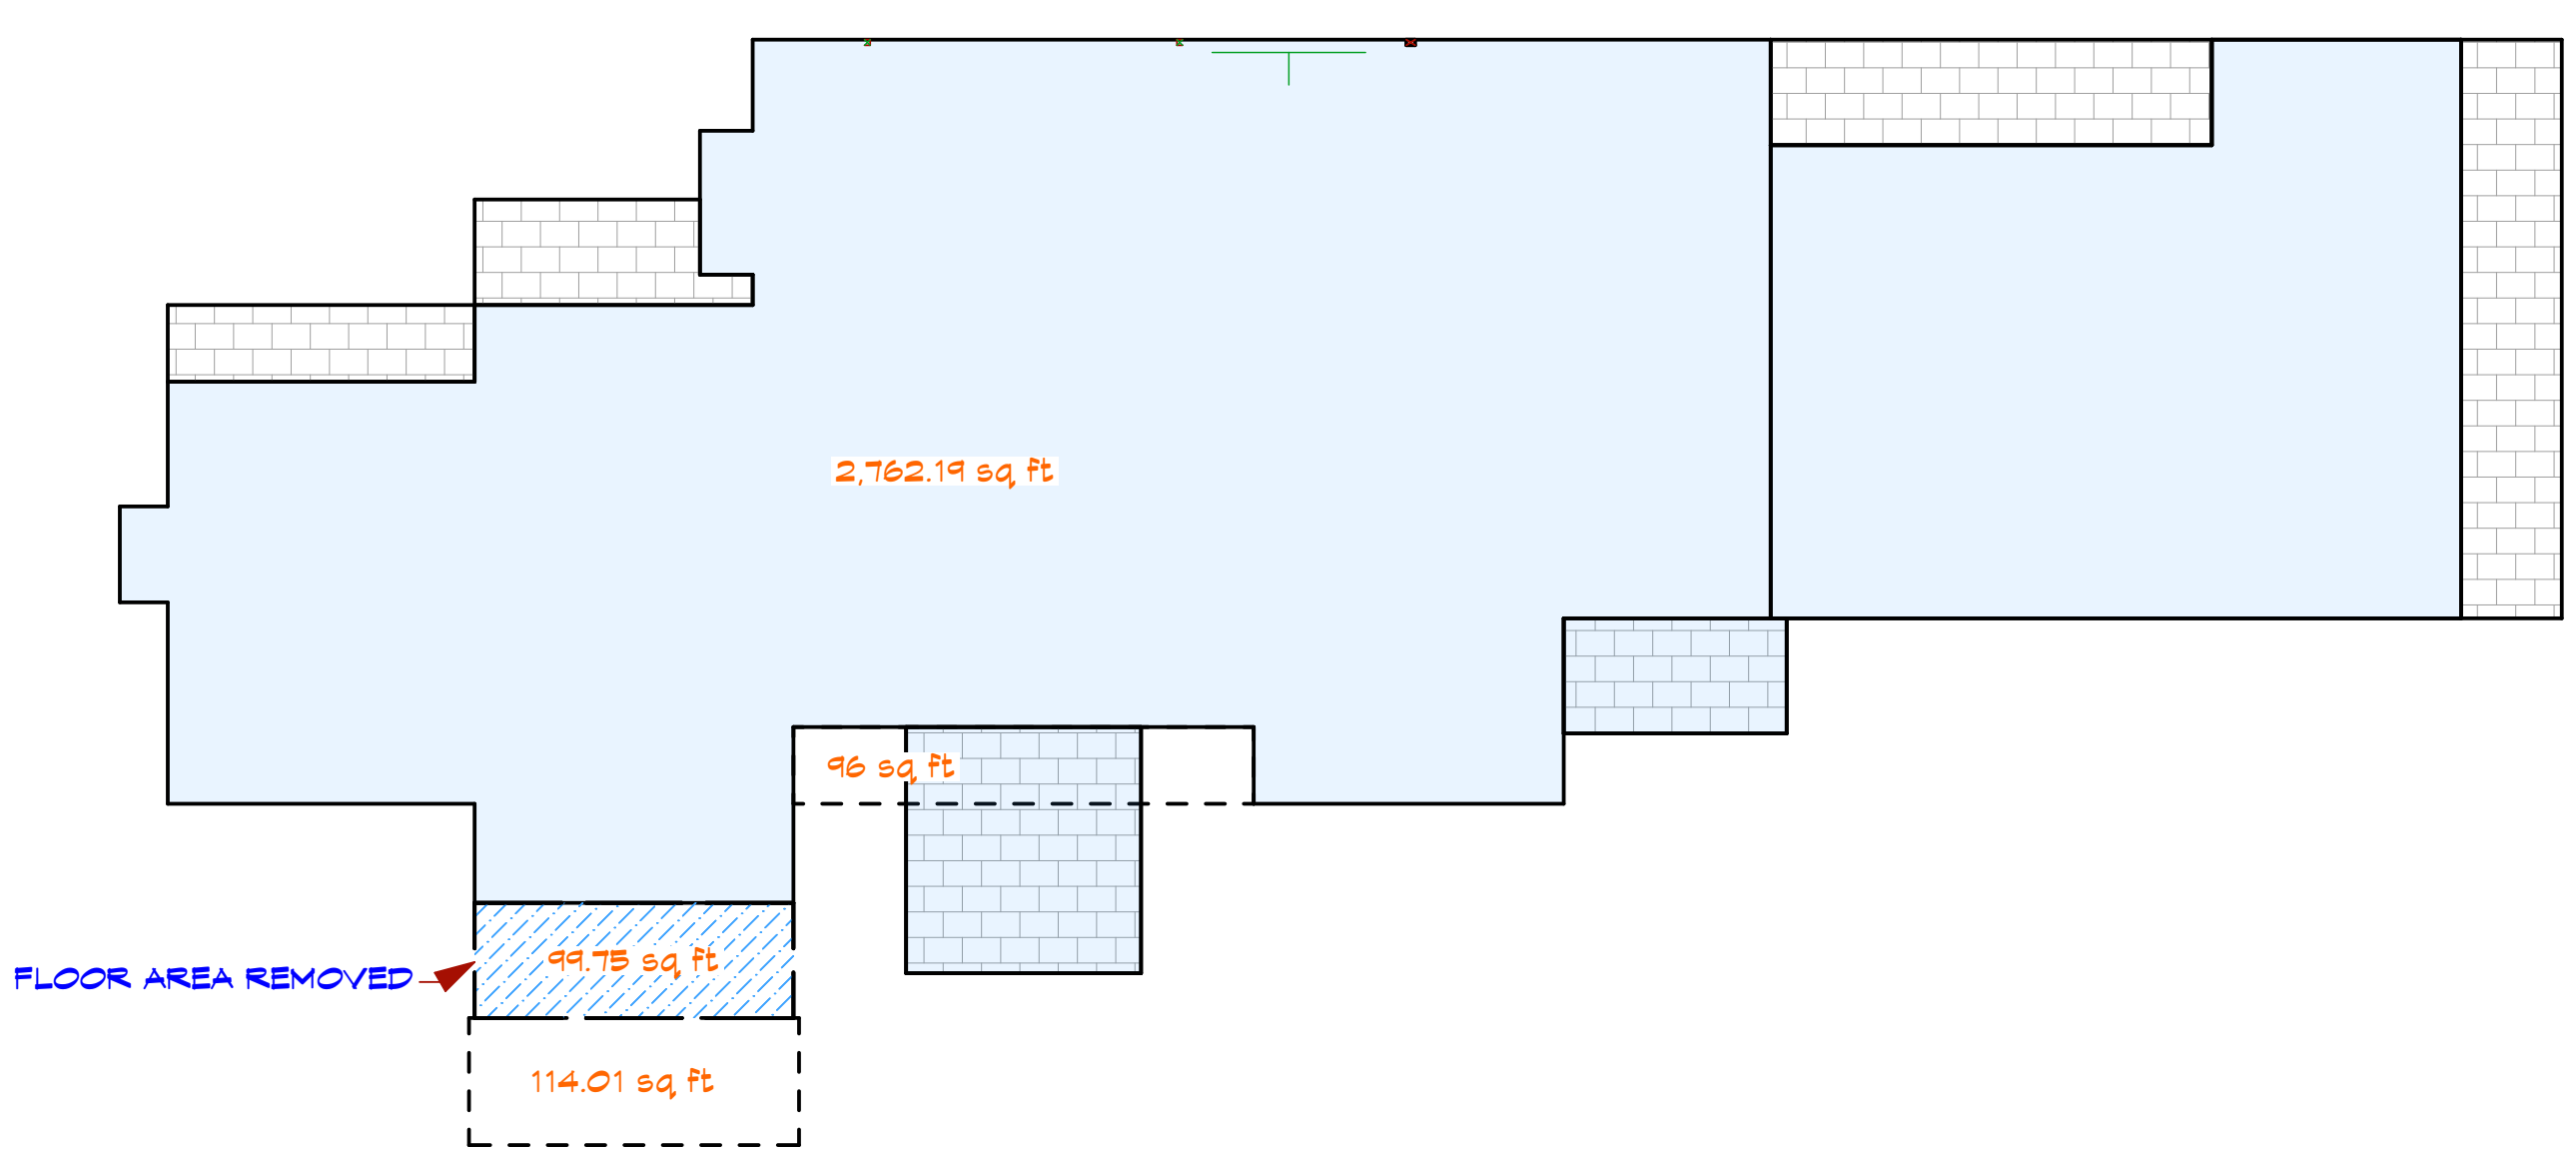 2,762.19 sq ft
96 sq ft
99.75 sq ft
FLOOR AREA REMOVED
114.01 sq ft